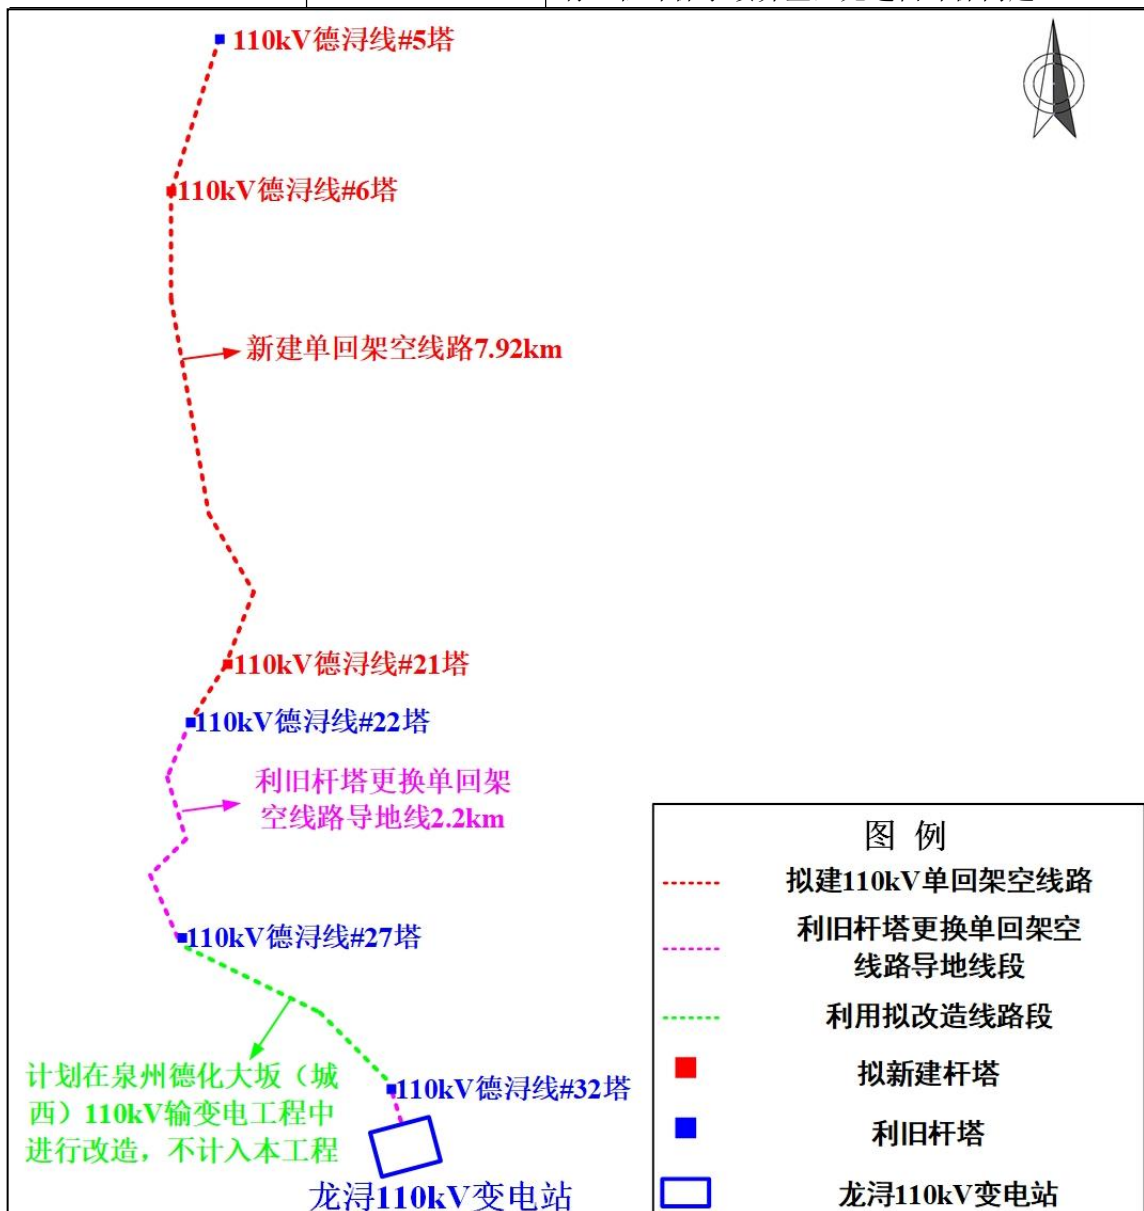 110kV德浔线#5塔
110kV德浔线#6塔
新建单回架空线路7.92km
110kV德浔线#21塔
110kV德浔线#22塔
利旧杆塔更换单回架
空线路导地线2.2km
110kV德浔线#27塔
计划在泉州德化大坂（城
西）110kV输变电工程中
进行改造，不计入本工程
110kV德浔线#32塔
龙浔110kV变电站
图 例
拟建110kV单回架空线路
利旧杆塔更换单回架空
线路导地线段
利用拟改造线路段
拟新建杆塔
利旧杆塔
龙浔110kV变电站